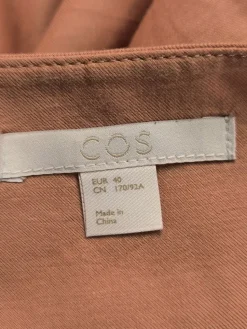 COS
EUR 40
CN 170/92A
Made in
China